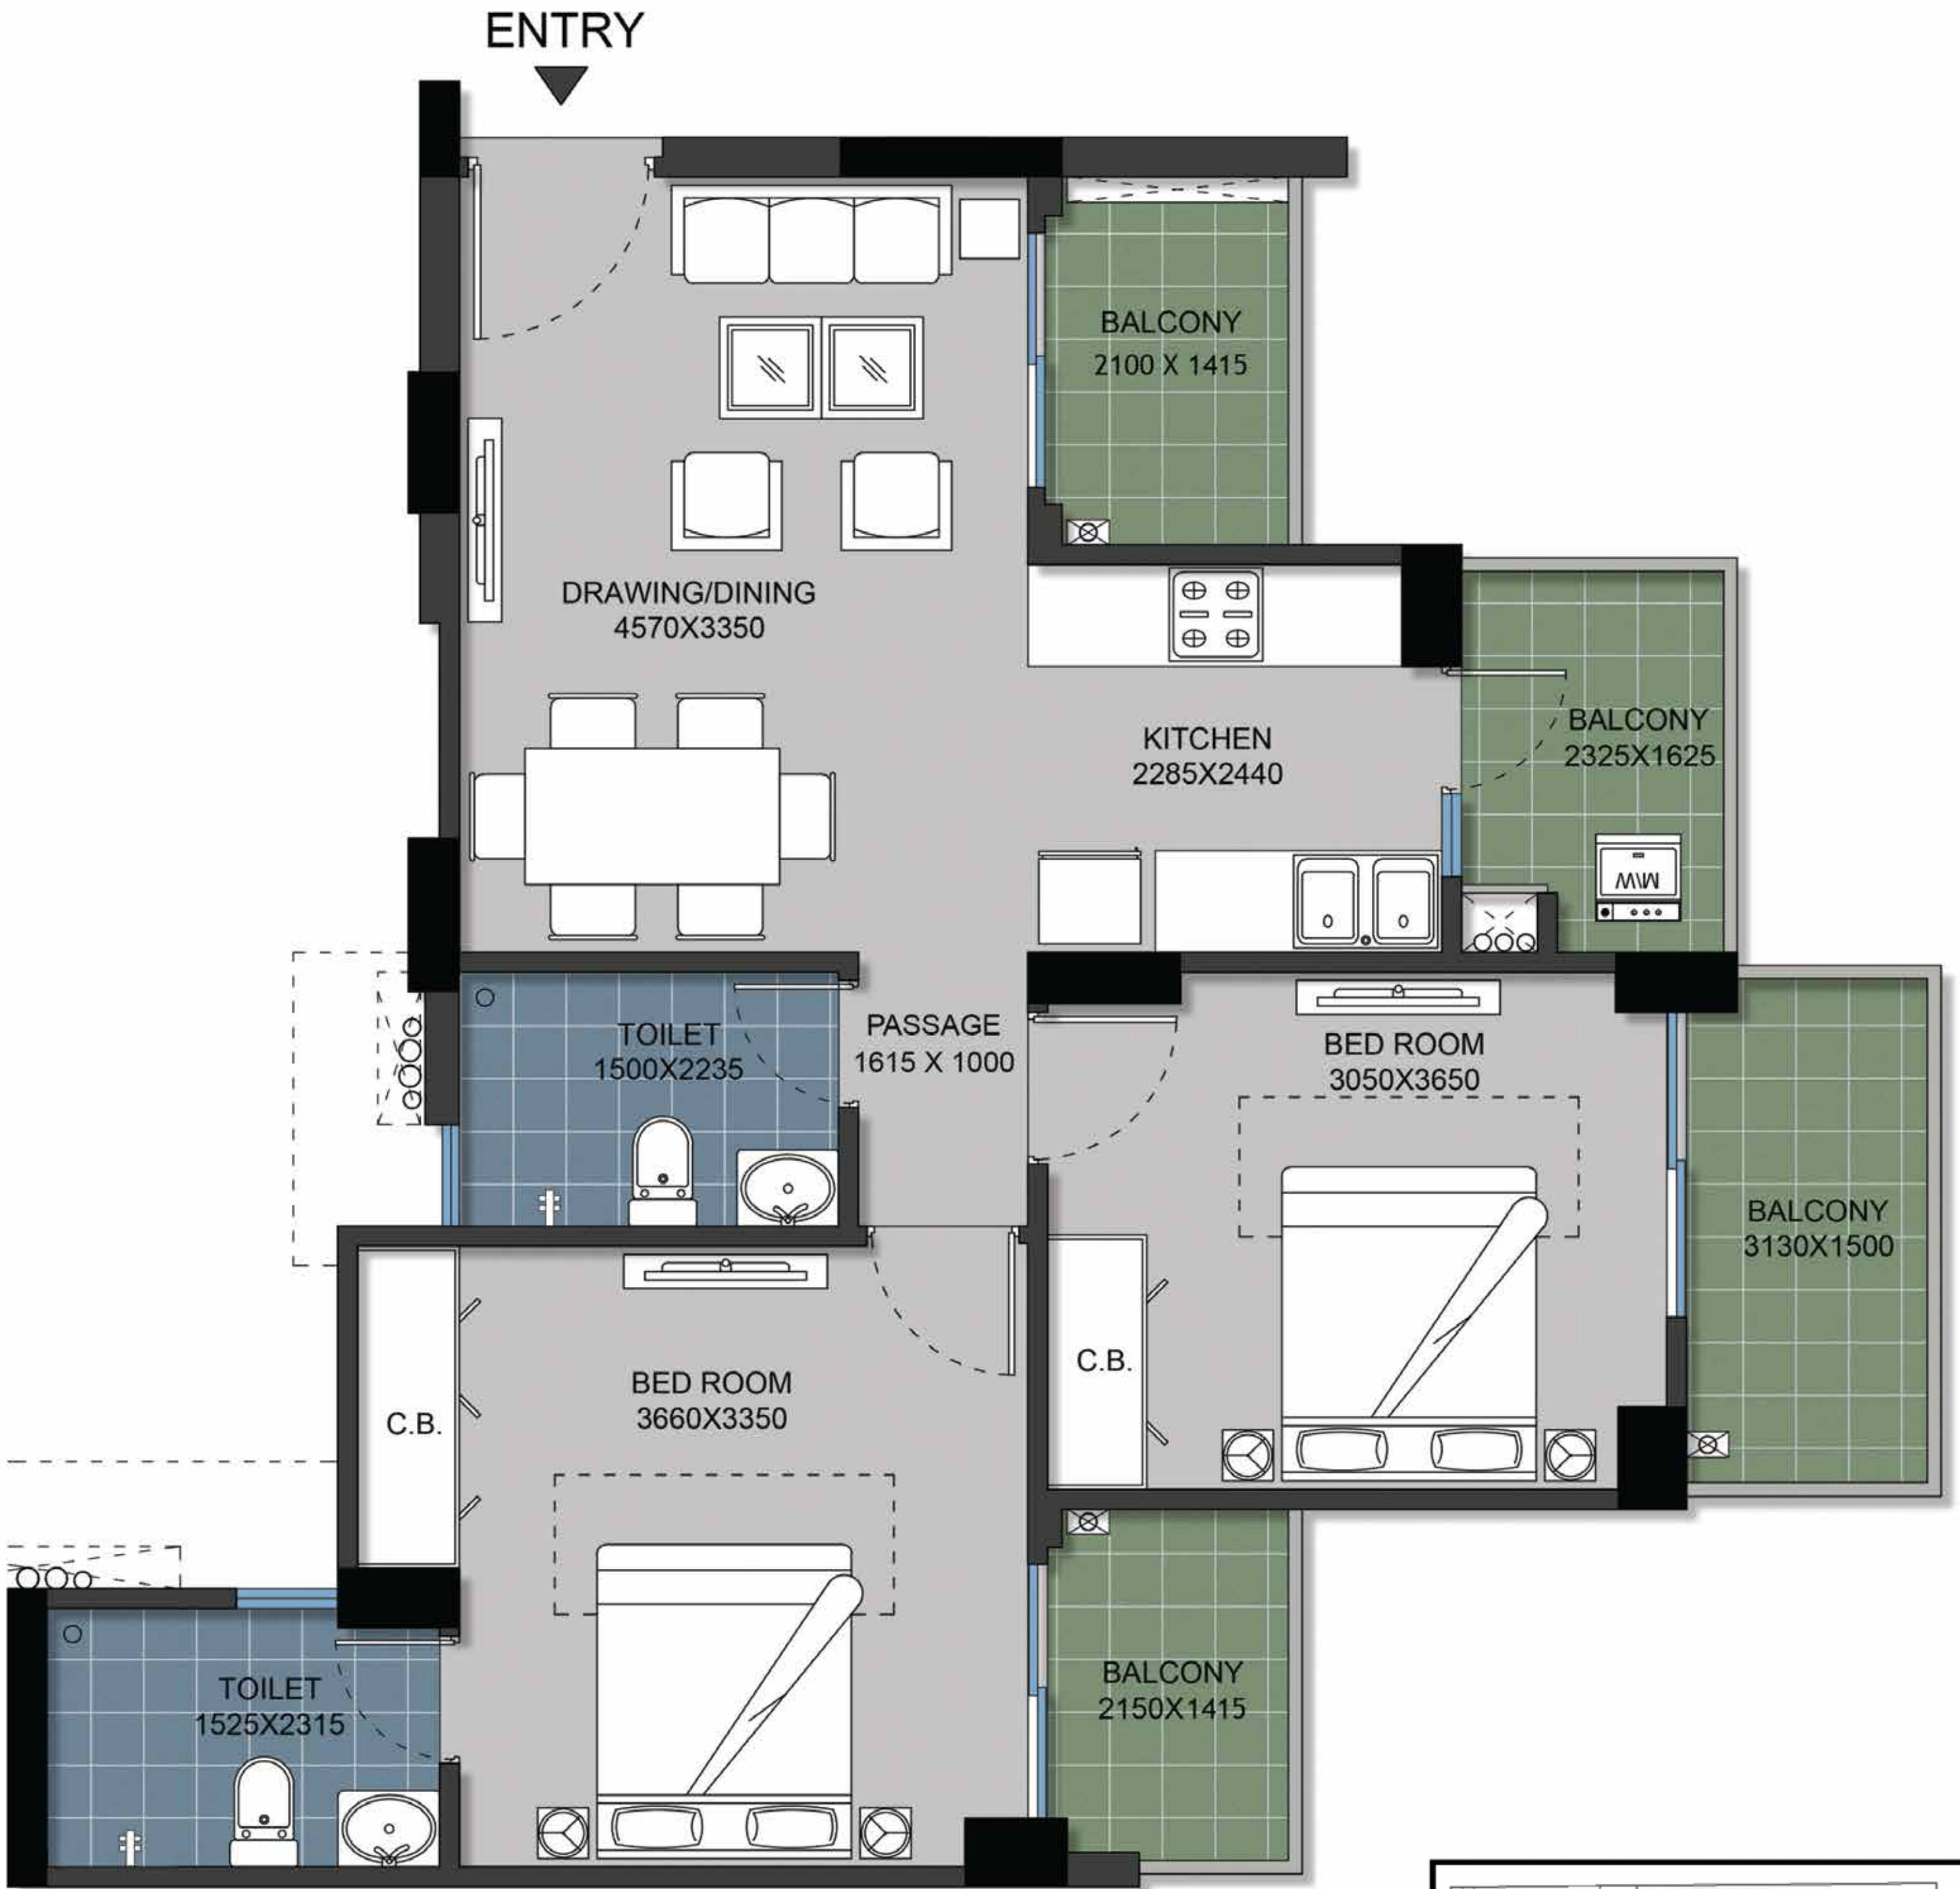 ENTRY
BALCONY
2100 X 1415
DRAWING/DINING
4570X3350
KITCHEN
2285X2440
BALCONY
2325X1625
M/W
TOILET
1500X2235
PASSAGE
1615 X 1000
BED ROOM
3050X3650
BALCONY
3130X1500
C.B.
BED ROOM
3660X3350
C.B.
TOILET
1525X2315
BALCONY
2150X1415